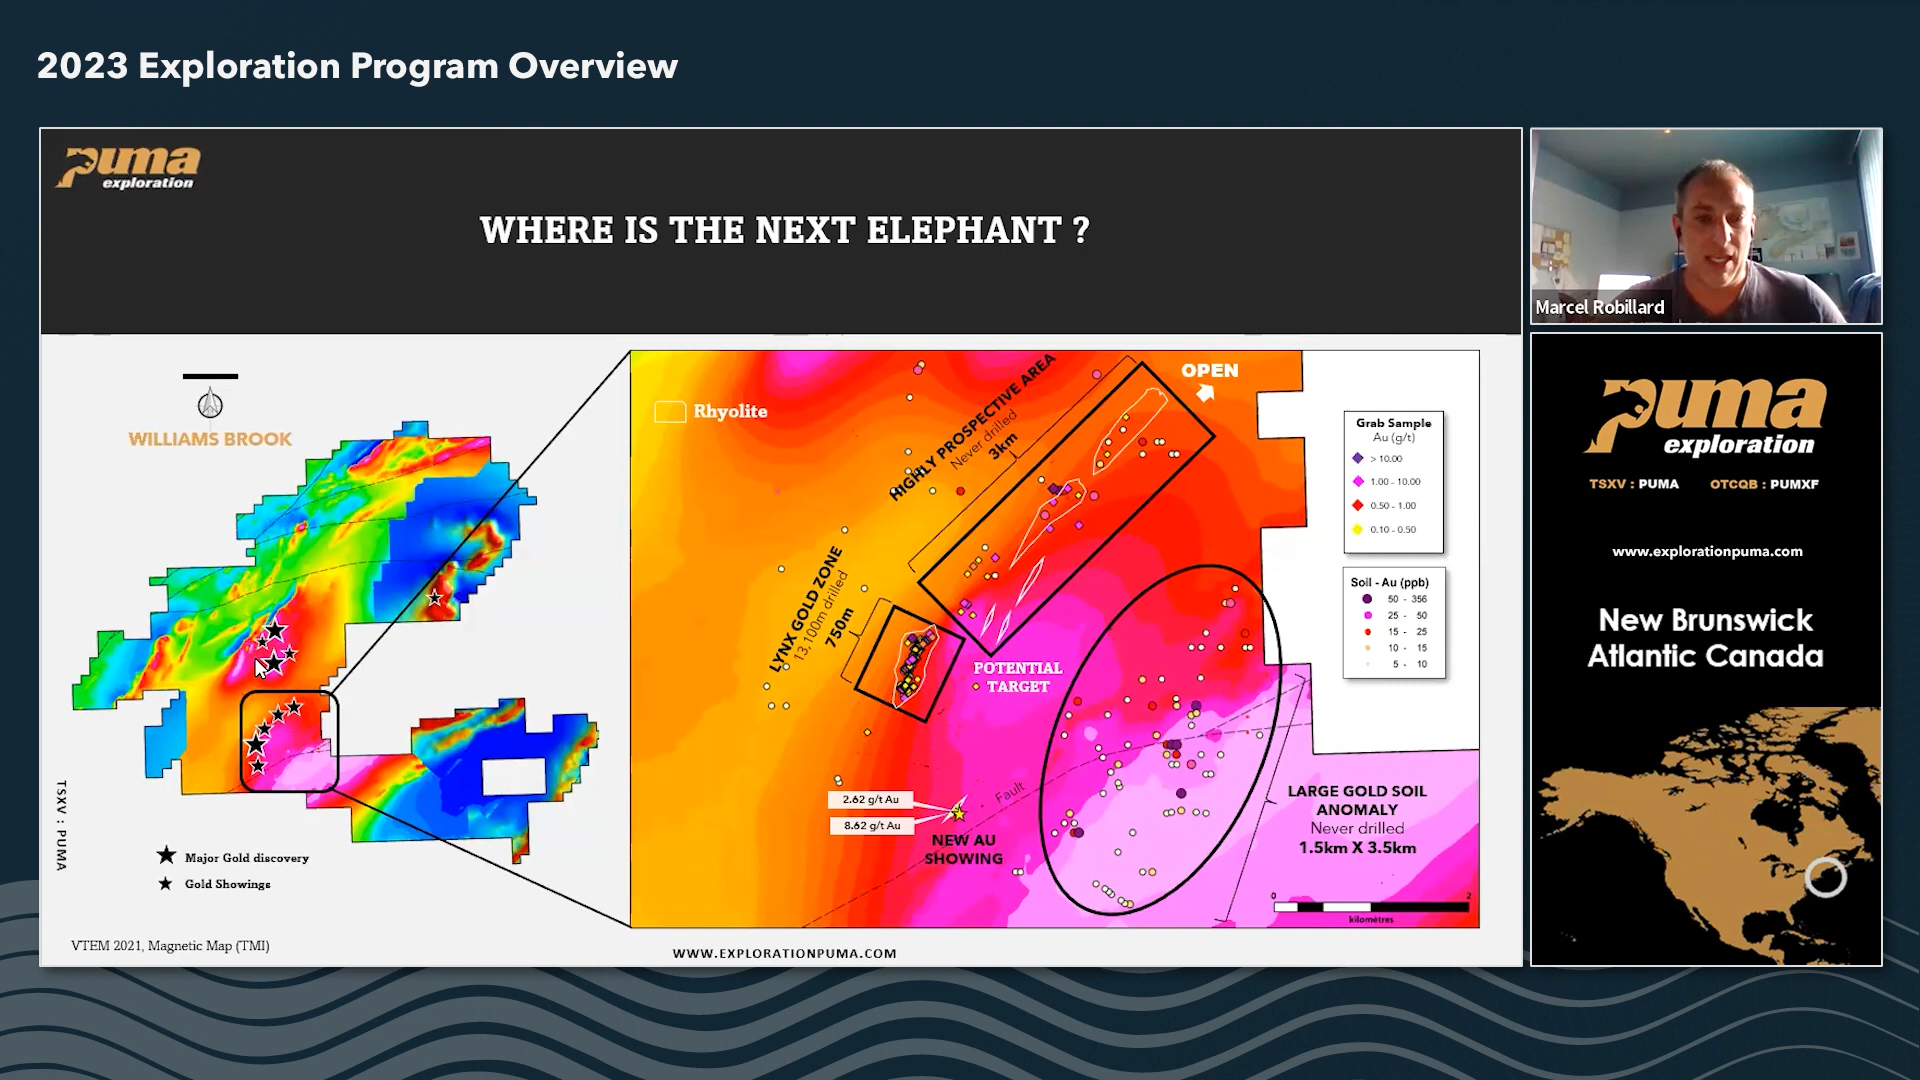 2023 Exploration Program Overview
puma
exploration
WHERE IS THE NEXT ELEPHANT ?
WILLIAMS BROOK
Major Gold discovery
Gold Showings
TSXV : PUMA
VTEM 2021, Magnetic Map (TMI)
Rhyolite
HIGHLY PROSPECTIVE AREA
Never drilled
3km
OPEN
LYNX GOLD ZONE
13, 100m drilled
750m
POTENTIAL
TARGET
2.62 g/t Au
8.62 g/t Au
NEW AU
SHOWING
Fault
LARGE GOLD SOIL
ANOMALY
Never drilled
1.5km X 3.5km
0 2
kilometres
Grab Sample
Au (g/t)
> 10.00
1.00 - 10.00
0.50 - 1.00
0.10 - 0.50
Soil - Au (ppb)
50 - 356
25 - 50
15 - 25
10 - 15
5 - 10
WWW.EXPLORATIONPUMA.COM
Marcel Robillard
puma
exploration
TSXV : PUMA OTCQB : PUMXF
www.explorationpuma.com
New Brunswick
Atlantic Canada